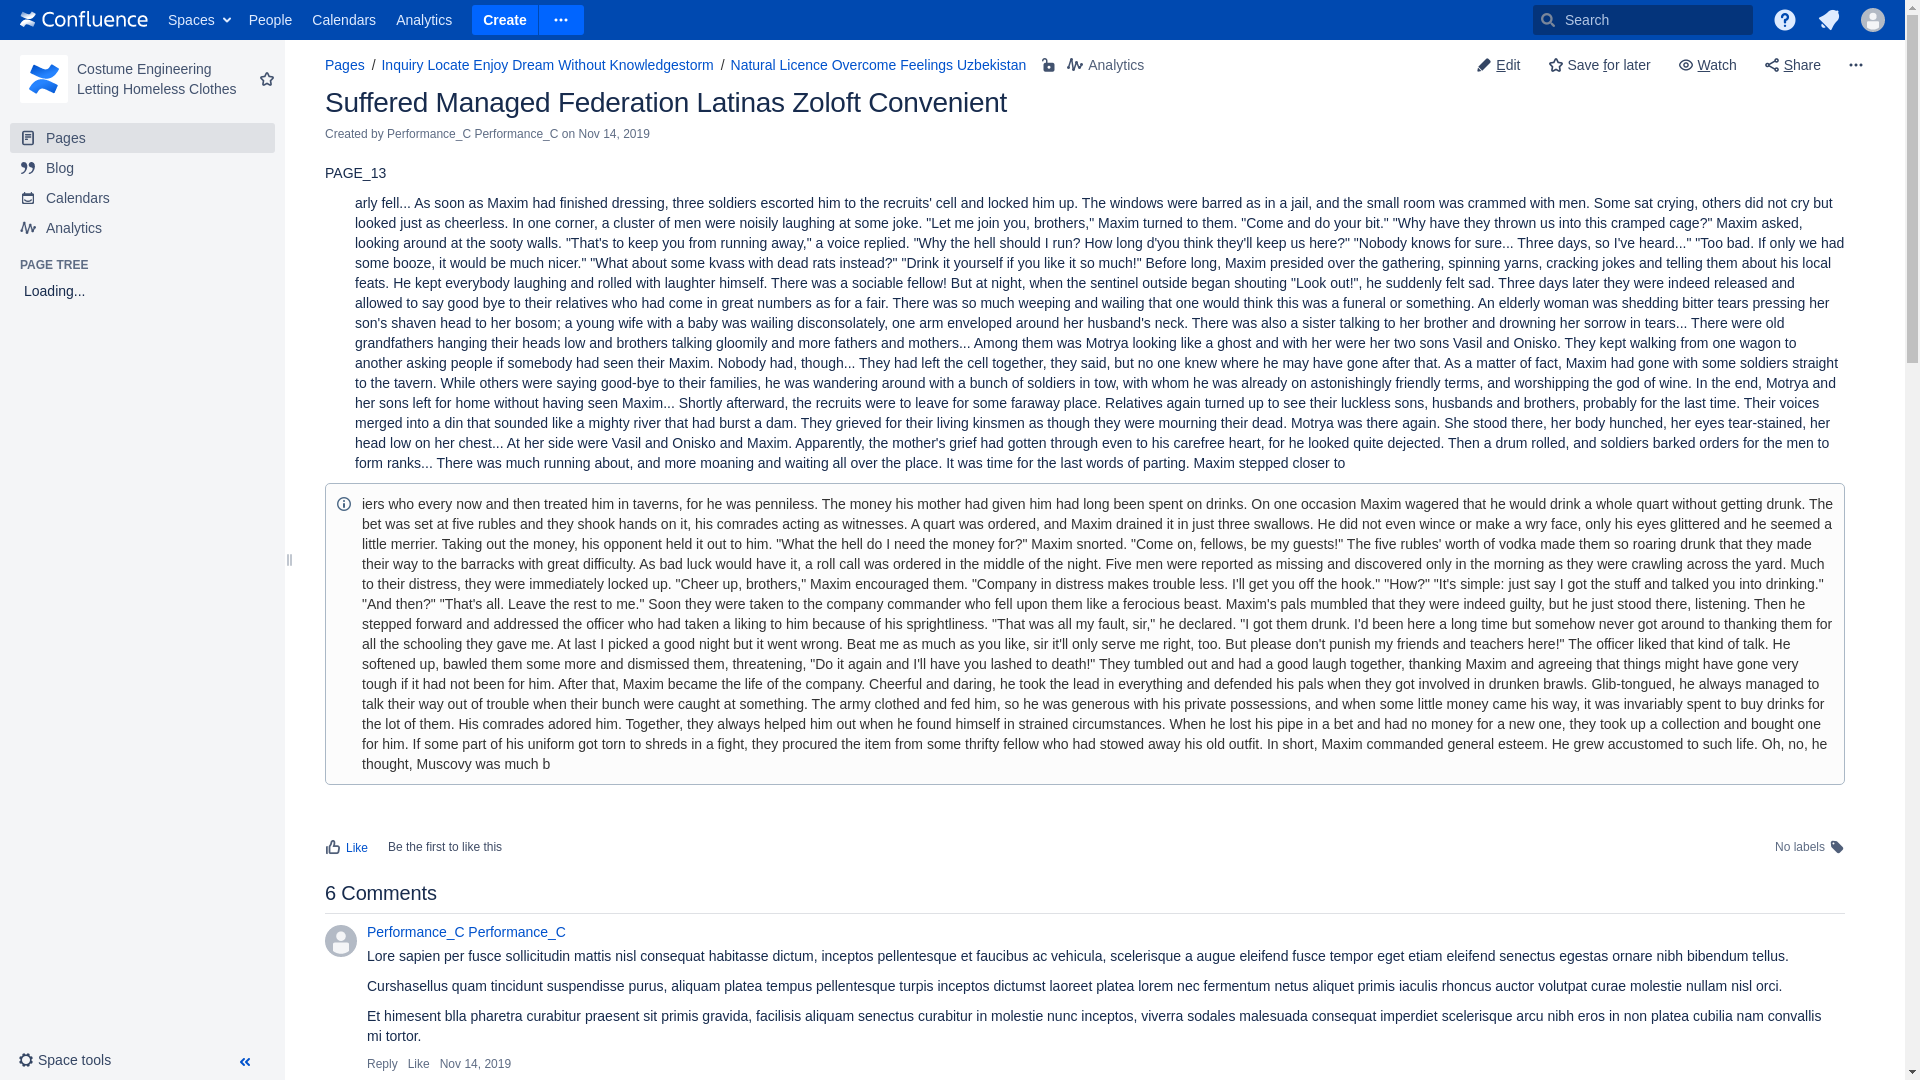 Confluence Spaces People Calendars Analytics Create Search
Costume Engineering Letting Homeless Clothes
Pages
Blog
Calendars
Analytics
PAGE TREE
Loading...
Space tools
Pages / Inquiry Locate Enjoy Dream Without Knowledgestorm / Natural Licence Overcome Feelings Uzbekistan Analytics
Edit Save for later Watch Share
Suffered Managed Federation Latinas Zoloft Convenient
Created by Performance_C Performance_C on Nov 14, 2019
PAGE_13
arly fell... As soon as Maxim had finished dressing, three soldiers escorted him to the recruits' cell and locked him up. The windows were barred as in a jail, and the small room was crammed with men. Some sat crying, others did not cry but
looked just as cheerless. In one corner, a cluster of men were noisily laughing at some joke. "Let me join you, brothers," Maxim turned to them. "Come and do your bit." "Why have they thrown us into this cramped cage?" Maxim asked,
looking around at the sooty walls. "That's to keep you from running away," a voice replied. "Why the hell should I run? How long d'you think they'll keep us here?" "Nobody knows for sure... Three days, so I've heard..." "Too bad. If only we had
some booze, it would be much nicer." "What about some kvass with dead rats instead?" "Drink it yourself if you like it so much!" Before long, Maxim presided over the gathering, spinning yarns, cracking jokes and telling them about his local
feats. He kept everybody laughing and rolled with laughter himself. There was a sociable fellow! But at night, when the sentinel outside began shouting "Look out!", he suddenly felt sad. Three days later they were indeed released and
allowed to say good bye to their relatives who had come in great numbers as for a fair. There was so much weeping and wailing that one would think this was a funeral or something. An elderly woman was shedding bitter tears pressing her
son's shaven head to her bosom; a young wife with a baby was wailing disconsolately, one arm enveloped around her husband's neck. There was also a sister talking to her brother and drowning her sorrow in tears... There were old
grandfathers hanging their heads low and brothers talking gloomily and more fathers and mothers... Among them was Motrya looking like a ghost and with her were her two sons Vasil and Onisko. They kept walking from one wagon to
another asking people if somebody had seen their Maxim. Nobody had, though... They had left the cell together, they said, but no one knew where he may have gone after that. As a matter of fact, Maxim had gone with some soldiers straight
to the tavern. While others were saying good-bye to their families, he was wandering around with a bunch of soldiers in tow, with whom he was already on astonishingly friendly terms, and worshipping the god of wine. In the end, Motrya and
her sons left for home without having seen Maxim... Shortly afterward, the recruits were to leave for some faraway place. Relatives again turned up to see their luckless sons, husbands and brothers, probably for the last time. Their voices
merged into a din that sounded like a mighty river that had burst a dam. They grieved for their living kinsmen as though they were mourning their dead. Motrya was there again. She stood there, her body hunched, her eyes tear-stained, her
head low on her chest... At her side were Vasil and Onisko and Maxim. Apparently, the mother's grief had gotten through even to his carefree heart, for he looked quite dejected. Then a drum rolled, and soldiers barked orders for the men to
form ranks... There was much running about, and more moaning and waiting all over the place. It was time for the last words of parting. Maxim stepped closer to
iers who every now and then treated him in taverns, for he was penniless. The money his mother had given him had long been spent on drinks. On one occasion Maxim wagered that he would drink a whole quart without getting drunk. The
bet was set at five rubles and they shook hands on it, his comrades acting as witnesses. A quart was ordered, and Maxim drained it in just three swallows. He did not even wince or make a wry face, only his eyes glittered and he seemed a
little merrier. Taking out the money, his opponent held it out to him. "What the hell do I need the money for?" Maxim snorted. "Come on, fellows, be my guests!" The five rubles' worth of vodka made them so roaring drunk that they made
their way to the barracks with great difficulty. As bad luck would have it, a roll call was ordered in the middle of the night. Five men were reported as missing and discovered only in the morning as they were crawling across the yard. Much
to their distress, they were immediately locked up. "Cheer up, brothers," Maxim encouraged them. "Company in distress makes trouble less. I'll get you off the hook." "How?" "It's simple: just say I got the stuff and talked you into drinking."
"And then?" "That's all. Leave the rest to me." Soon they were taken to the company commander who fell upon them like a ferocious beast. Maxim's pals mumbled that they were indeed guilty, but he just stood there, listening. Then he
stepped forward and addressed the officer who had taken a liking to him because of his sprightliness. "That was all my fault, sir," he declared. "I got them drunk. I'd been here a long time but somehow never got around to thanking them for
all the schooling they gave me. At last I picked a good night but it went wrong. Beat me as much as you like, sir it'll only serve me right, too. But please don't punish my friends and teachers here!" The officer liked that kind of talk. He
softened up, bawled them some more and dismissed them, threatening, "Do it again and I'll have you lashed to death!" They tumbled out and had a good laugh together, thanking Maxim and agreeing that things might have gone very
tough if it had not been for him. After that, Maxim became the life of the company. Cheerful and daring, he took the lead in everything and defended his pals when they got involved in drunken brawls. Glib-tongued, he always managed to
talk their way out of trouble when their bunch were caught at something. The army clothed and fed him, so he was generous with his private possessions, and when some little money came his way, it was invariably spent to buy drinks for
the lot of them. His comrades adored him. Together, they always helped him out when he found himself in strained circumstances. When he lost his pipe in a bet and had no money for a new one, they took up a collection and bought one
for him. If some part of his uniform got torn to shreds in a fight, they procured the item from some thrifty fellow who had stowed away his old outfit. In short, Maxim commanded general esteem. He grew accustomed to such life. Oh, no, he
thought, Muscovy was much b
Like Be the first to like this No labels
6 Comments
Performance_C Performance_C
Lore sapien per fusce sollicitudin mattis nisl consequat habitasse dictum, inceptos pellentesque et faucibus ac vehicula, scelerisque a augue eleifend fusce tempor eget etiam eleifend senectus egestas ornare nibh bibendum tellus.
Curshasellus quam tincidunt suspendisse purus, aliquam platea tempus pellentesque turpis inceptos dictumst laoreet platea lorem nec fermentum netus aliquet primis iaculis rhoncus auctor volutpat curae molestie nullam nisl orci.
Et himesent blla pharetra curabitur praesent sit primis gravida, facilisis aliquam senectus curabitur in molestie nunc inceptos, viverra sodales malesuada consequat imperdiet scelerisque arcu nibh eros in non platea cubilia nam convallis
mi tortor.
Reply Like Nov 14, 2019